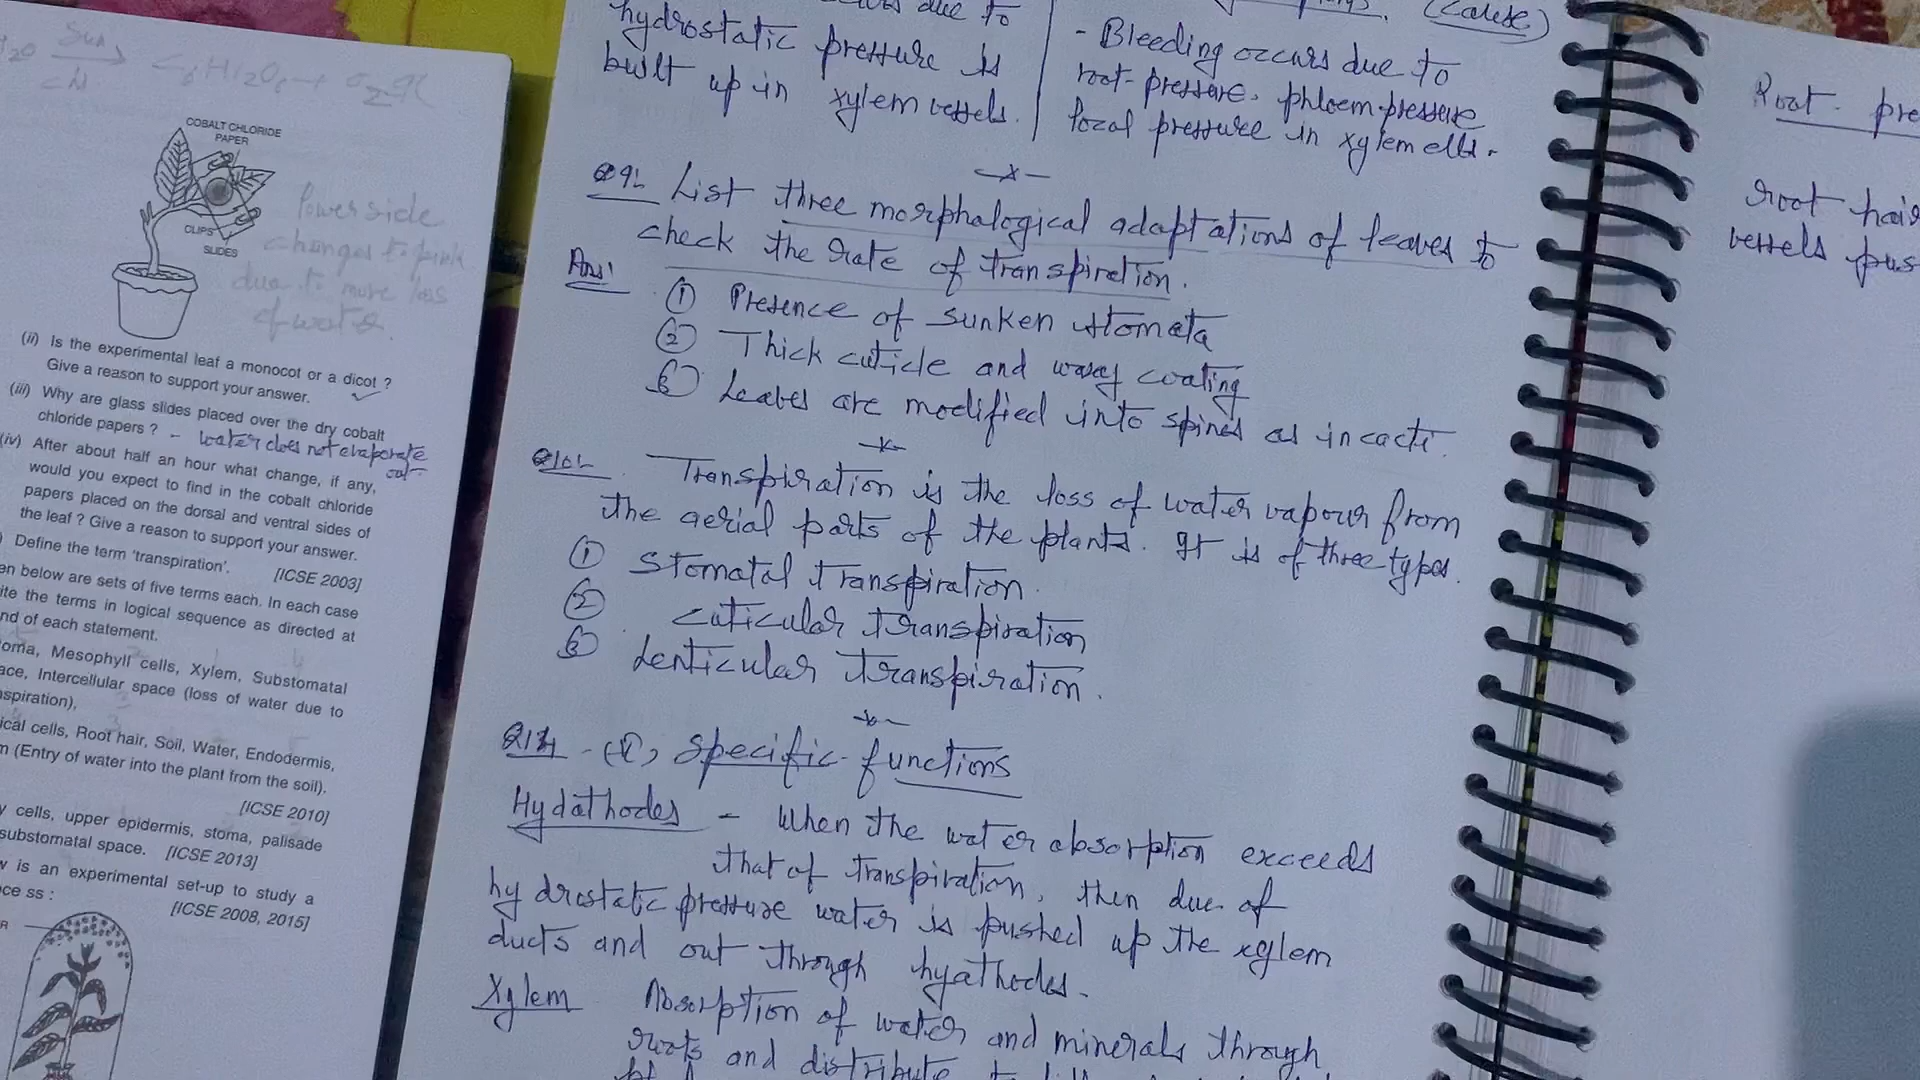 Sun
C6H12O6 + O2
COBALT CHLORIDE
PAPER
CLIPS
SLIDES
side
changes to pink
due to more loss
of water
(ii) Is the experimental leaf a monocot or a dicot ?
Give a reason to support your answer.
(iii) Why are glass slides placed over the dry cobalt
chloride papers ? - water does not evaporate
out
(iv) After about half an hour what change, if any,
would you expect to find in the cobalt chloride
papers placed on the dorsal and ventral sides of
the leaf ? Give a reason to support your answer.
Define the term 'transpiration'. [ICSE 2003]
en below are sets of five terms each. In each case
ite the terms in logical sequence as directed at
nd of each statement.
oma, Mesophyll cells, Xylem, Substomatal
ace, Intercellular space (loss of water due to
nspiration),
ical cells, Root hair, Soil, Water, Endodermis,
m (Entry of water into the plant from the soil).
[ICSE 2010]
y cells, upper epidermis, stoma, palisade
substomatal space. [ICSE 2013]
w is an experimental set-up to study a
ce ss : [ICSE 2008, 2015]
R
due to
hydrostatic pressure is
built up in xylem vessels.
(cause)
- Bleeding occurs due to
root-pressure, phloem-pressure
local pressure in xylem
Q9. List three morphalogical adaptations of leaves to
check the rate of transpiration.
Ans:
① Presence of sunken stomata
② Thick cuticle and waxy coating
③ Leaves are modified into spines as in cacti.
Q10. Transpiration is the loss of water vapour from
the aerial parts of the plants. It is of three types.
① Stomatal transpiration.
② Cuticular transpiration
③ Lenticular transpiration.
Specific functions
Hydathodes - When the water absorption exceeds
that of transpiration, then due of
hydrostatic pressure water is pushed up the xylem
ducts and out through hyathodes.
Xylem Absorption of water and minerals through
roots and distribute to
Root - pre
root hair
vessels pus